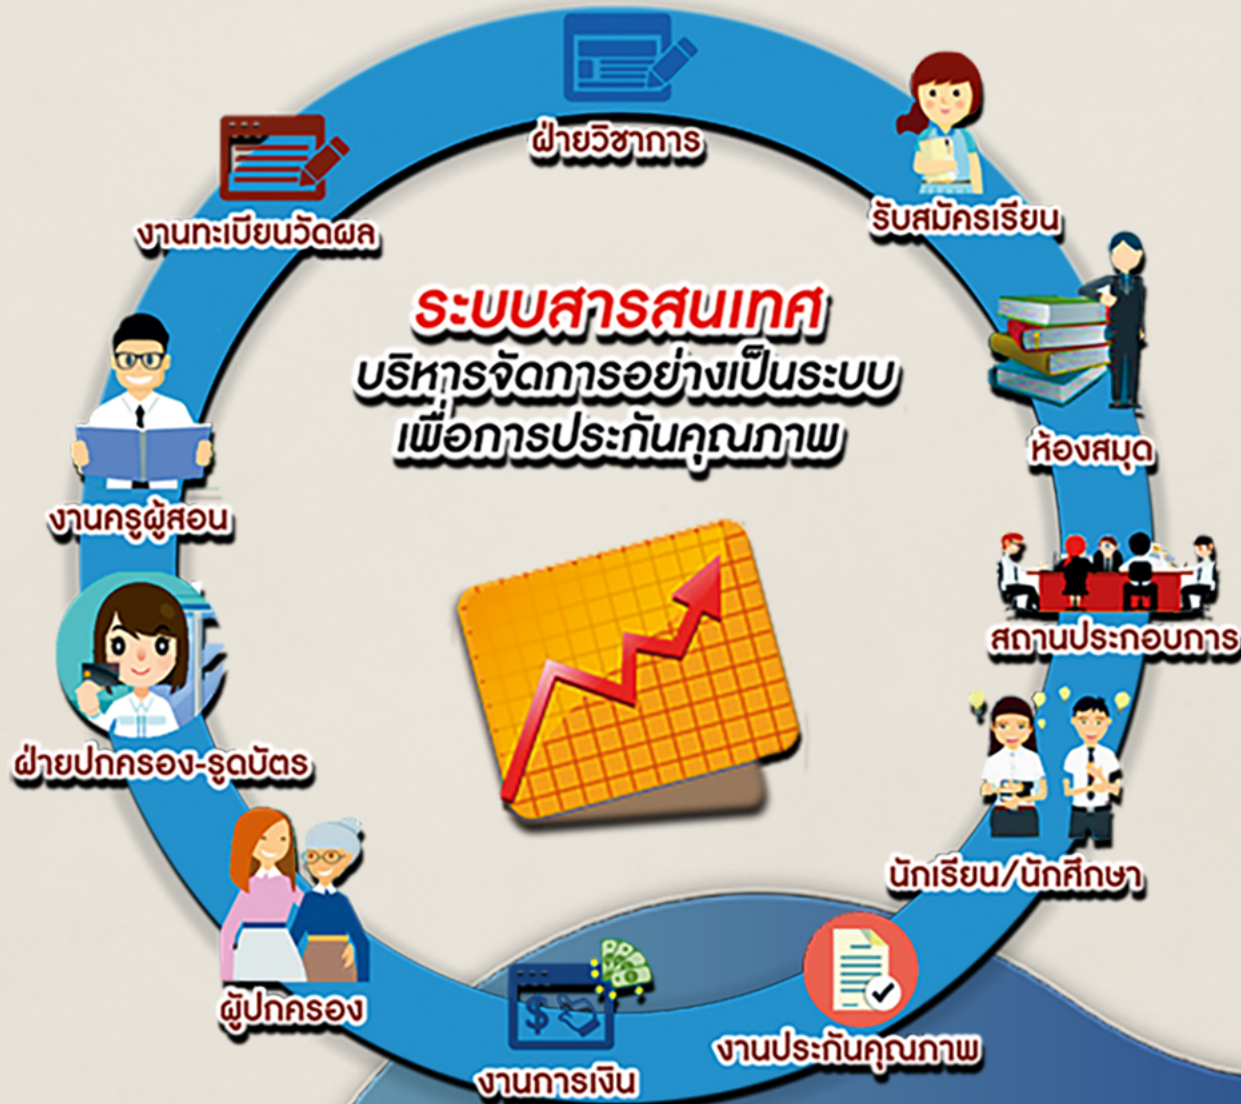 ฝ่ายวิชาการ
รับสมัครเรียน
งานทะเบียนวัดผล
ระบบสารสนเทศ
บริหารจัดการอย่างเป็นระบบ
เพื่อการประกันคุณภาพ
ห้องสมุด
งานครูผู้สอน
สถานประกอบการ
ฝ่ายปกครอง-รูดบัตร
นักเรียน/นักศึกษา
ผู้ปกครอง
งานประกันคุณภาพ
งานการเงิน